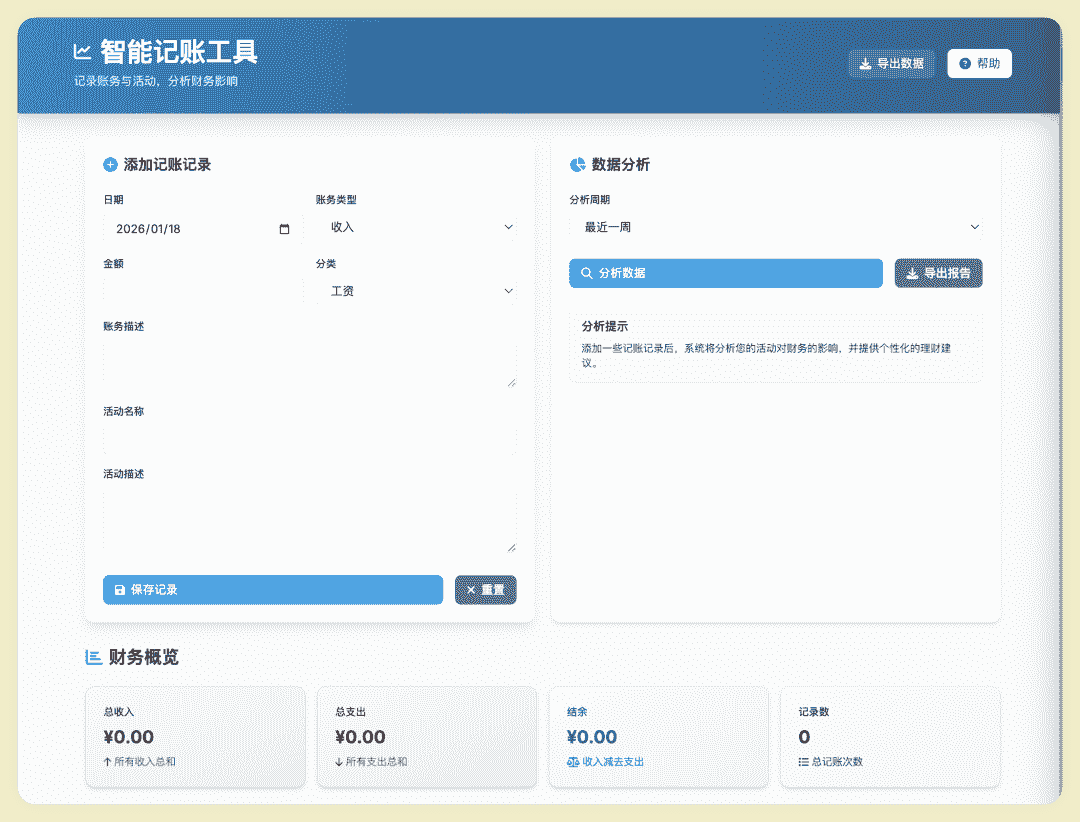 智能记账工具
记录账务与活动，分析财务影响
导出数据
帮助
添加记账记录
日期
账务类型
2026/01/18
收入
金额
分类
工资
账务描述
活动名称
活动描述
保存记录
重置
数据分析
分析周期
最近一周
分析数据
导出报告
分析提示
添加一些记账记录后，系统将分析您的活动对财务的影响，并提供个性化的理财建
议。
财务概览
总收入
¥0.00
所有收入总和
总支出
¥0.00
所有支出总和
结余
¥0.00
收入减去支出
记录数
0
总记账次数